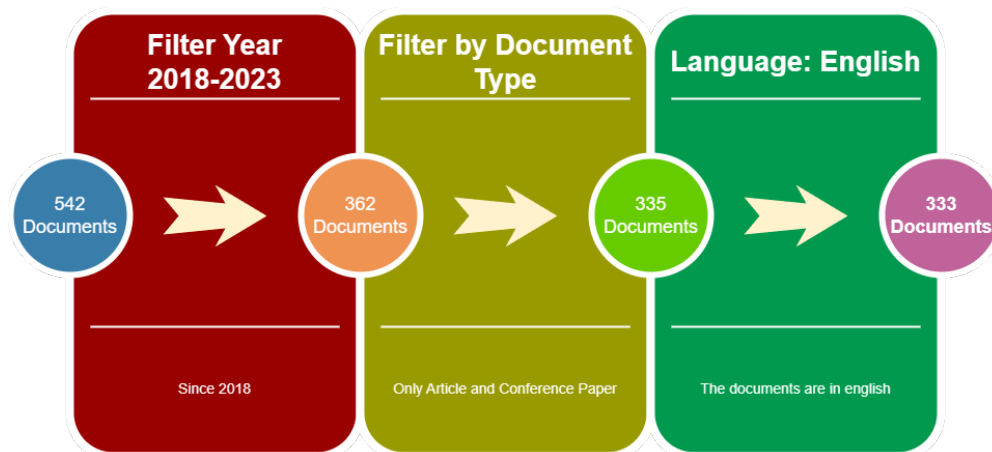 Filter Year
2018-2023
Filter by Document
Type
Language: English
542
Documents
362
Documents
335
Documents
333
Documents
Since 2018
Only Article and Conference Paper
The documents are in english